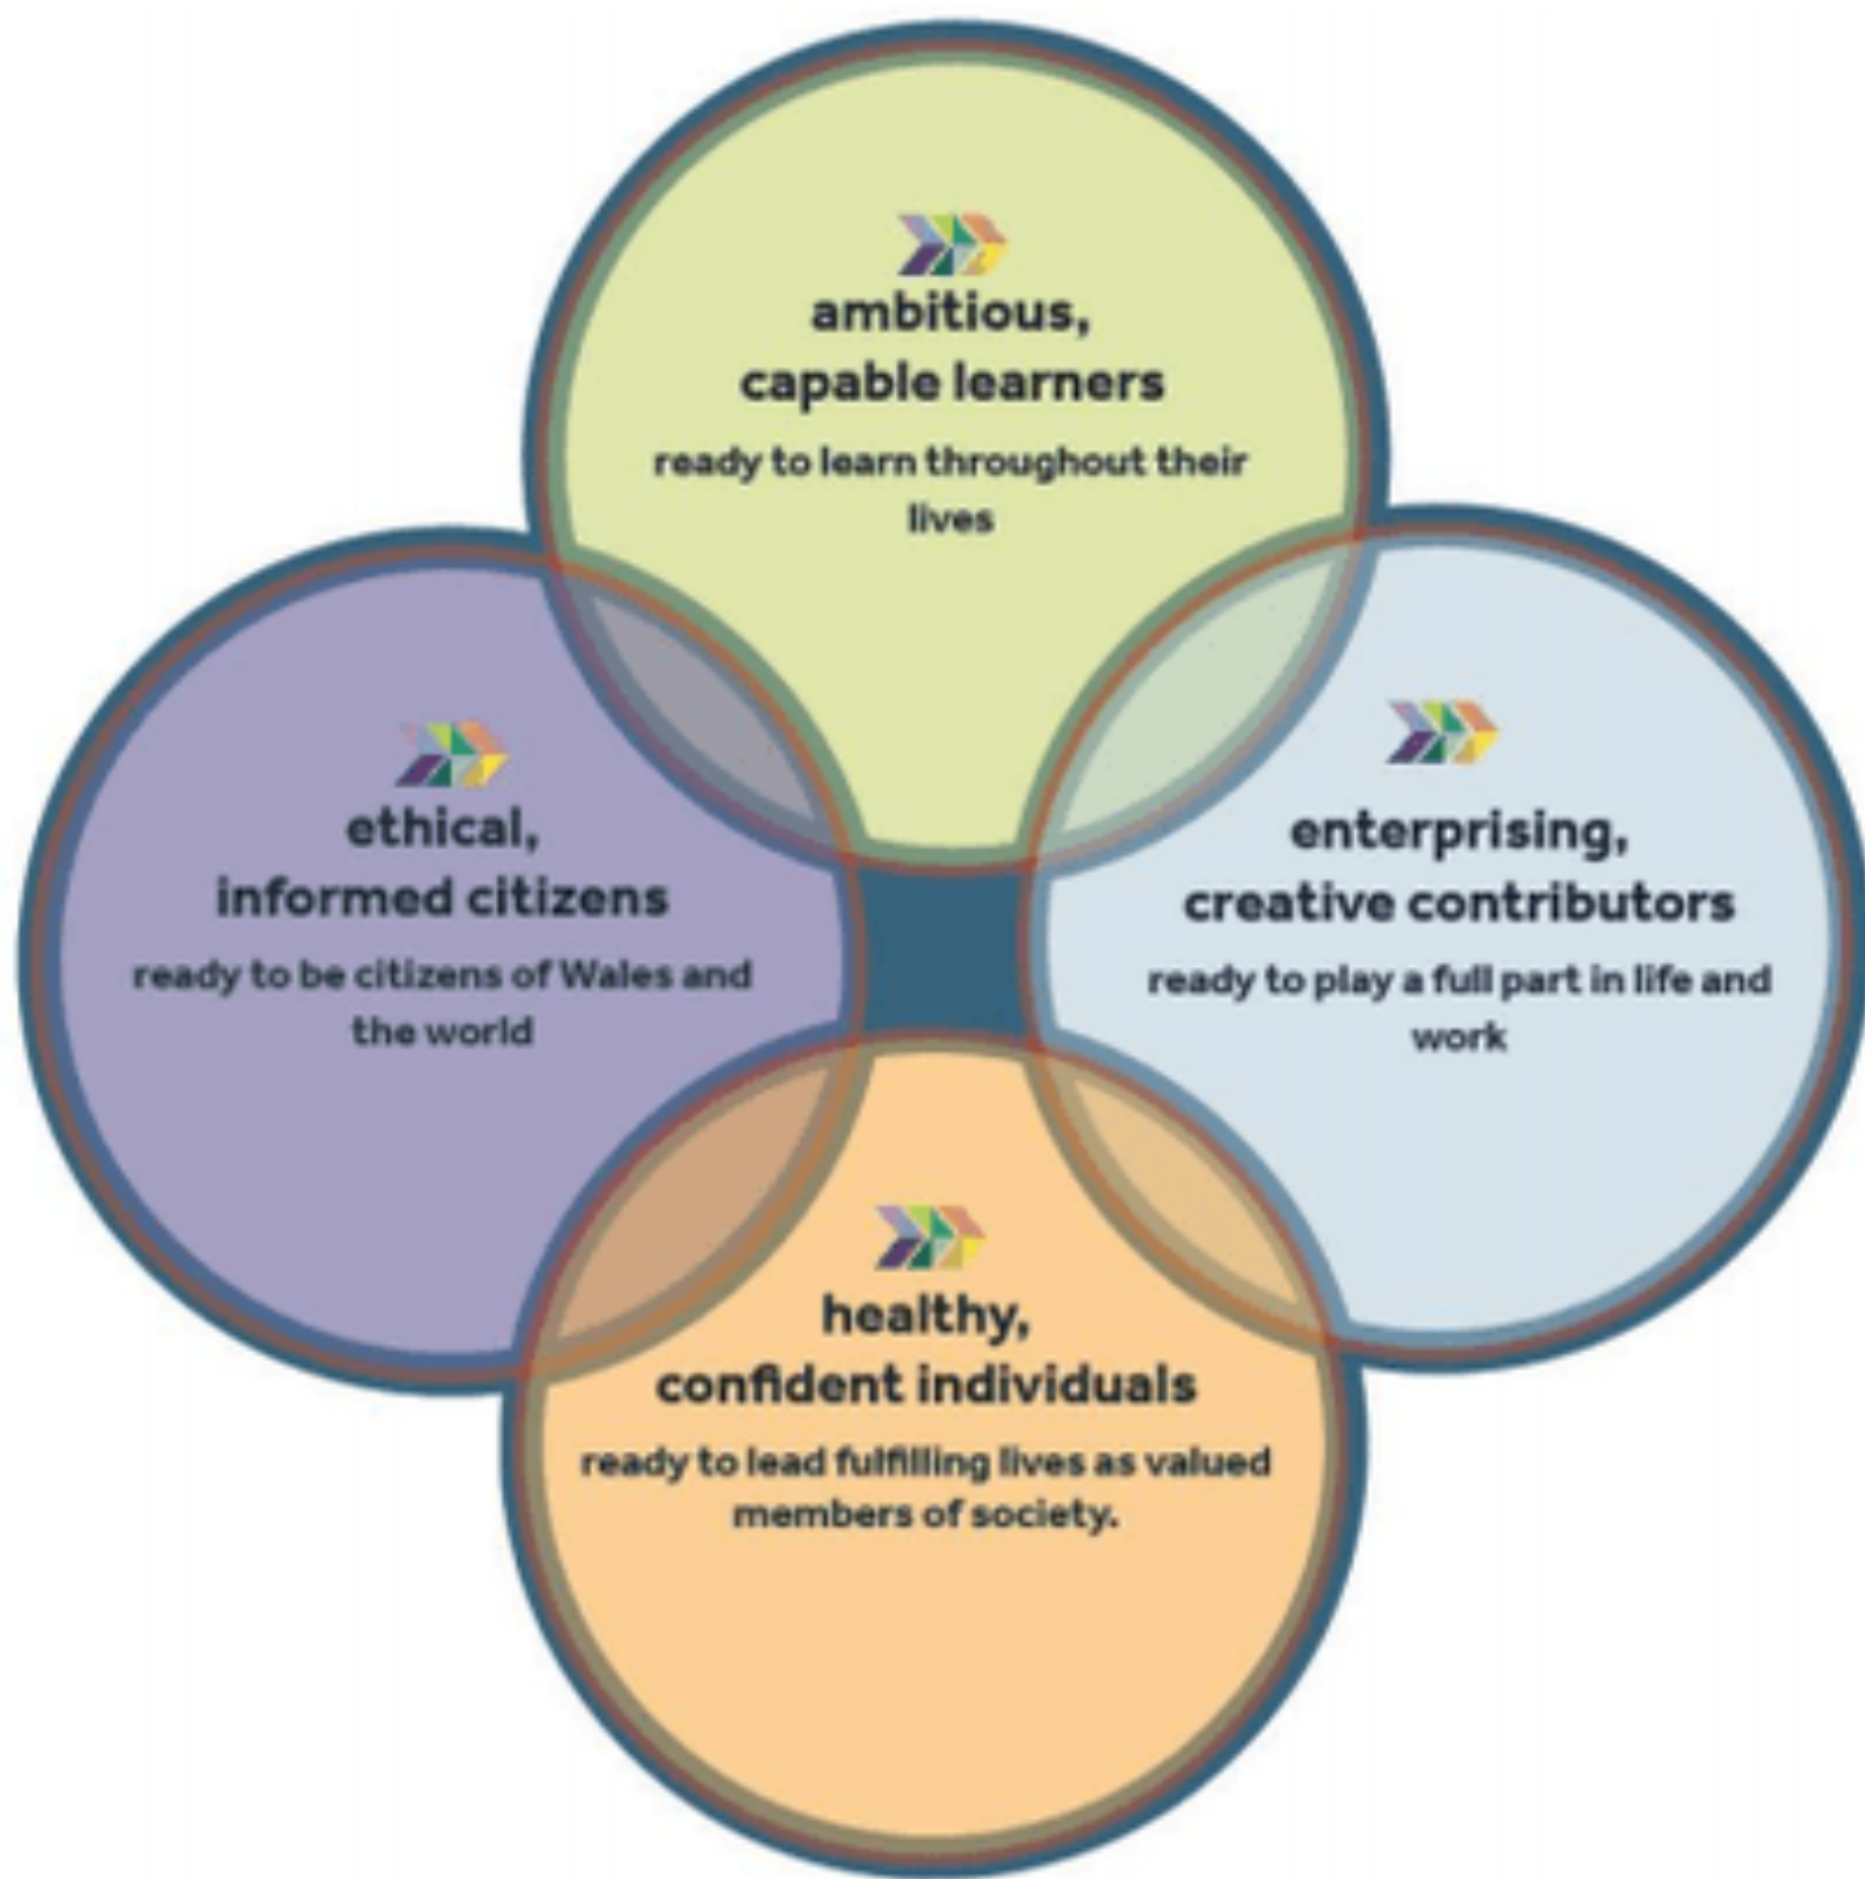 ambitious,
capable learners
ready to learn throughout their
lives
ethical,
informed citizens
ready to be citizens of Wales and
the world
enterprising,
creative contributors
ready to play a full part in life and
work
healthy,
confident individuals
ready to lead fulfilling lives as valued
members of society.